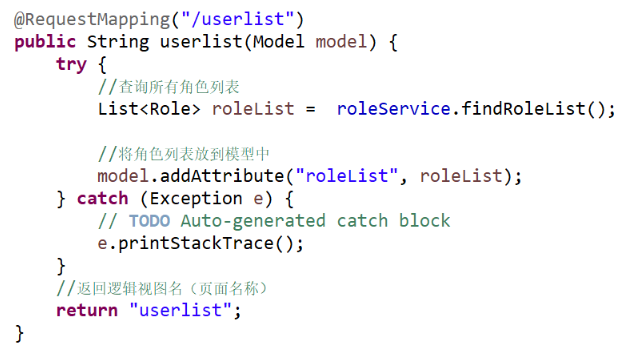 @RequestMapping("/userlist")
public String userlist(Model model) {
try {
//查询所有角色列表
List<Role> roleList =  roleService.findRoleList();
//将角色列表放到模型中
model.addAttribute("roleList", roleList);
} catch (Exception e) {
// TODO Auto-generated catch block
e.printStackTrace();
}
//返回逻辑视图名（页面名称）
return "userlist";
}